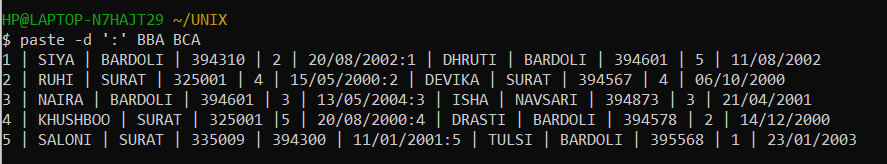 HP@LAPTOP-N7HAJT29 ~/UNIX
$ paste -d ':' BBA BCA
1 | SIYA | BARDOLI | 394310 | 2 | 20/08/2002:1 | DHRUTI | BARDOLI | 394601 | 5 | 11/08/2002
2 | RUHI | SURAT | 325001 | 4 | 15/05/2000:2 | DEVIKA | SURAT | 394567 | 4 | 06/10/2000
3 | NAIRA | BARDOLI | 394601 | 3 | 13/05/2004:3 | ISHA | NAVSARI | 394873 | 3 | 21/04/2001
4 | KHUSHBOO | SURAT | 325001 |5 | 20/08/2000:4 | DRASTI | BARDOLI | 394578 | 2 | 14/12/2000
5 | SALONI | SURAT | 335009 | 394300 | 11/01/2001:5 | TULSI | BARDOLI | 395568 | 1 | 23/01/2003